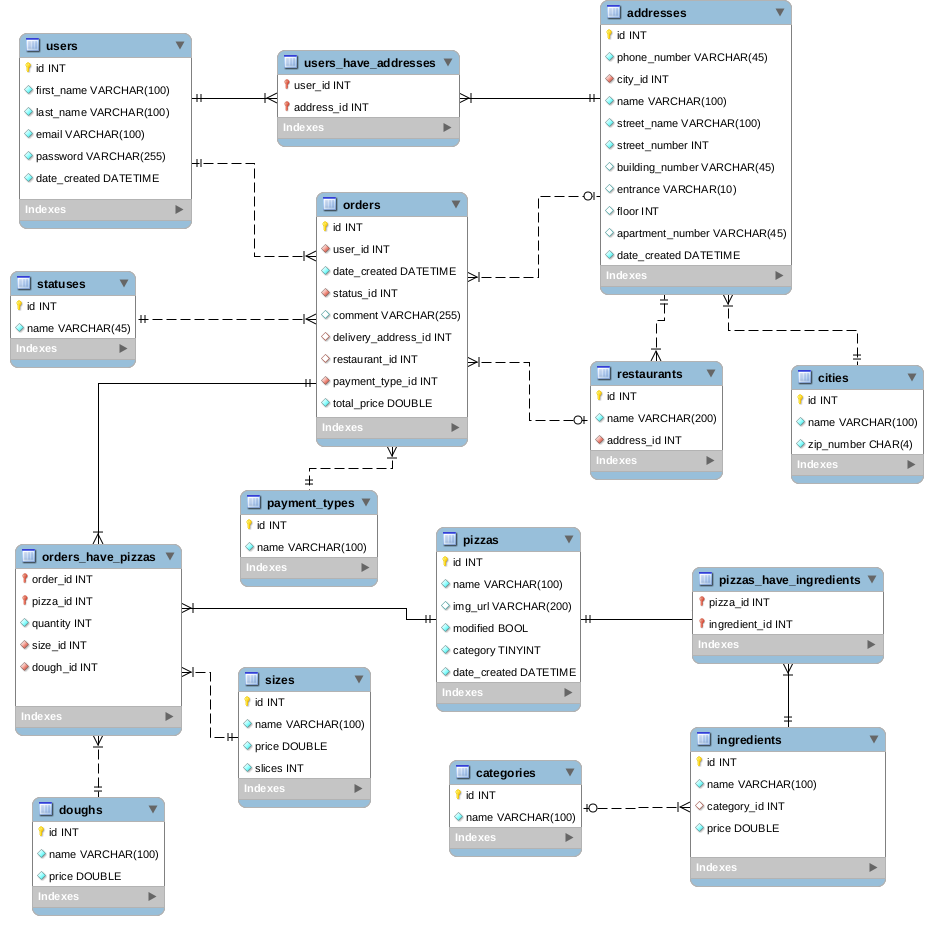 users
id INT
first_name VARCHAR(100)
last_name VARCHAR(100)
email VARCHAR(100)
password VARCHAR(255)
date_created DATETIME
Indexes
users_have_addresses
user_id INT
address_id INT
Indexes
addresses
id INT
phone_number VARCHAR(45)
city_id INT
name VARCHAR(100)
street_name VARCHAR(100)
street_number INT
building_number VARCHAR(45)
entrance VARCHAR(10)
floor INT
apartment_number VARCHAR(45)
date_created DATETIME
Indexes
orders
id INT
user_id INT
date_created DATETIME
status_id INT
comment VARCHAR(255)
delivery_address_id INT
restaurant_id INT
payment_type_id INT
total_price DOUBLE
Indexes
statuses
id INT
name VARCHAR(45)
Indexes
restaurants
id INT
name VARCHAR(200)
address_id INT
Indexes
cities
id INT
name VARCHAR(100)
zip_number CHAR(4)
Indexes
payment_types
id INT
name VARCHAR(100)
Indexes
orders_have_pizzas
order_id INT
pizza_id INT
quantity INT
size_id INT
dough_id INT
Indexes
pizzas
id INT
name VARCHAR(100)
img_url VARCHAR(200)
modified BOOL
category TINYINT
date_created DATETIME
Indexes
pizzas_have_ingredients
pizza_id INT
ingredient_id INT
Indexes
sizes
id INT
name VARCHAR(100)
price DOUBLE
slices INT
Indexes
categories
id INT
name VARCHAR(100)
Indexes
ingredients
id INT
name VARCHAR(100)
category_id INT
price DOUBLE
Indexes
doughs
id INT
name VARCHAR(100)
price DOUBLE
Indexes